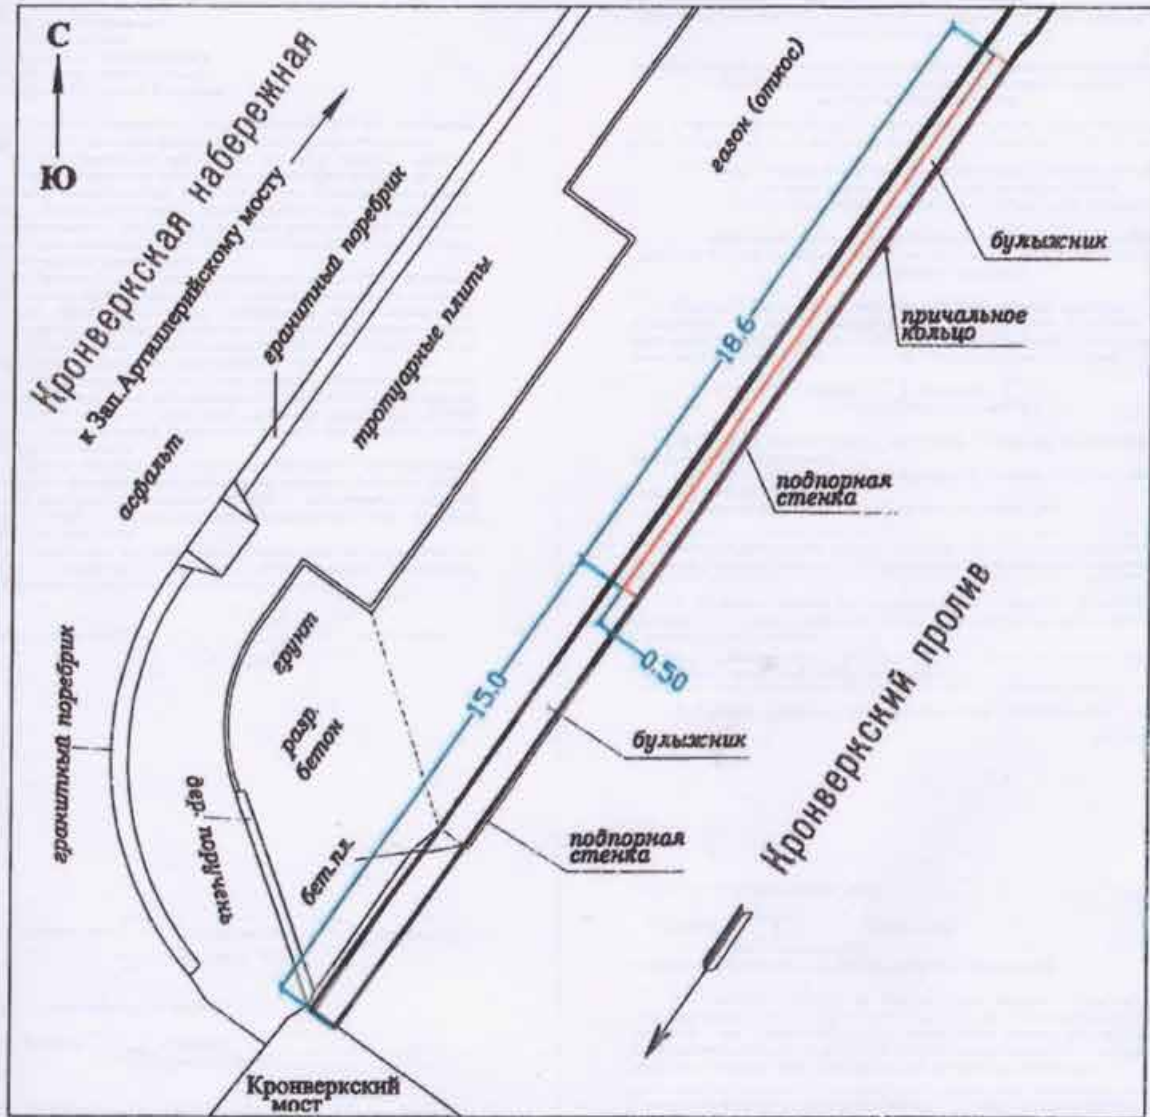 С
Ю
Кронверкская набережная
к Зап.Артиллерийскому мосту
гранитный поребрик
асфальт
тротуарные плиты
газон (откос)
булыжник
причальное
кольцо
18.6
подпорная
стенка
Кронверкский пролив
0.50
15.0
грунт
разр.
бетон
гранитный поребрик
дер. поручень
бет.пл.
булыжник
подпорная
стенка
Кронверкский
мост